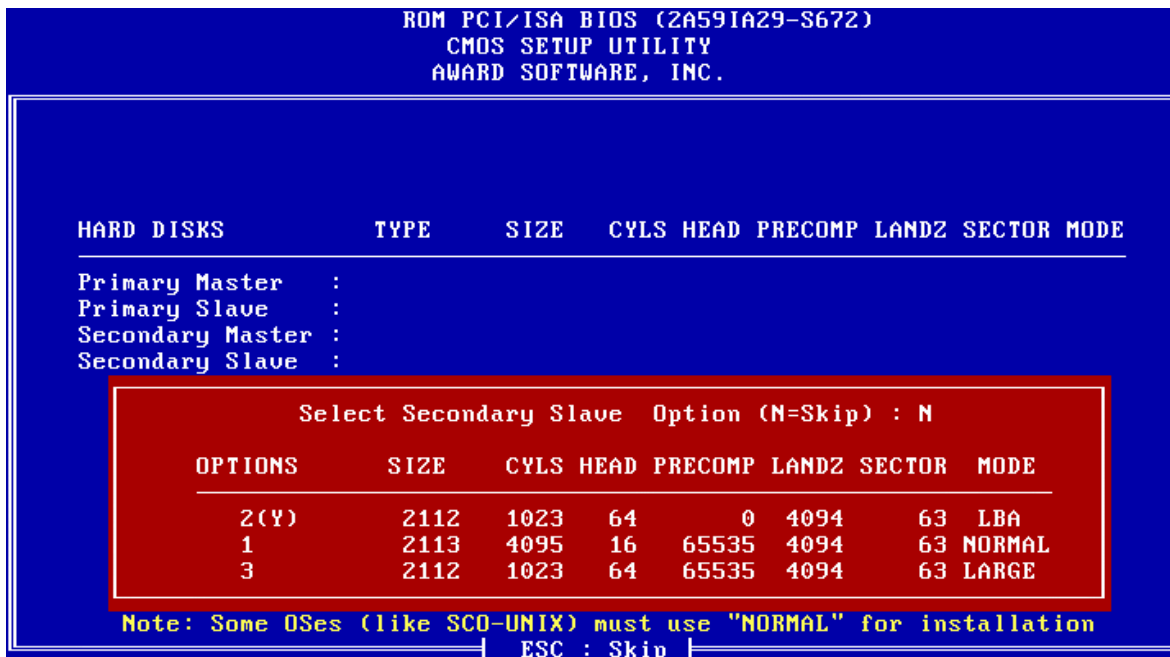 ROM PCI/ISA BIOS (2A59IA29-S672)
CMOS SETUP UTILITY
AWARD SOFTWARE, INC.
HARD DISKS TYPE SIZE CYLS HEAD PRECOMP LANDZ SECTOR MODE
Primary Master :
Primary Slave :
Secondary Master :
Secondary Slave :
Select Secondary Slave Option (N=Skip) : N
OPTIONS SIZE CYLS HEAD PRECOMP LANDZ SECTOR MODE
2(Y) 2112 1023 64 0 4094 63 LBA
1 2113 4095 16 65535 4094 63 NORMAL
3 2112 1023 64 65535 4094 63 LARGE
Note: Some OSes (like SCO-UNIX) must use "NORMAL" for installation
ESC : Skip